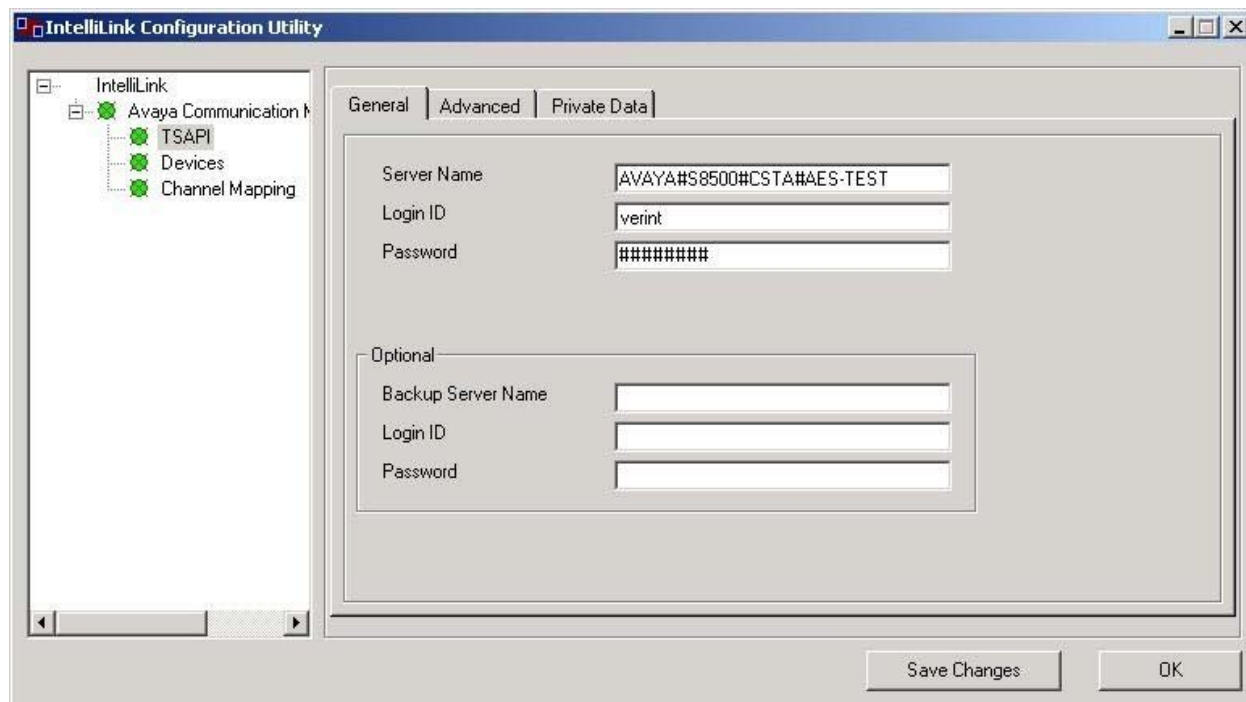 IntelliLink Configuration Utility
IntelliLink
Avaya Communication M
TSAPI
Devices
Channel Mapping
General
Advanced
Private Data
Server Name
AVAYA#S8500#CSTA#AES-TEST
Login ID
verint
Password
########
Optional
Backup Server Name
Login ID
Password
Save Changes
OK